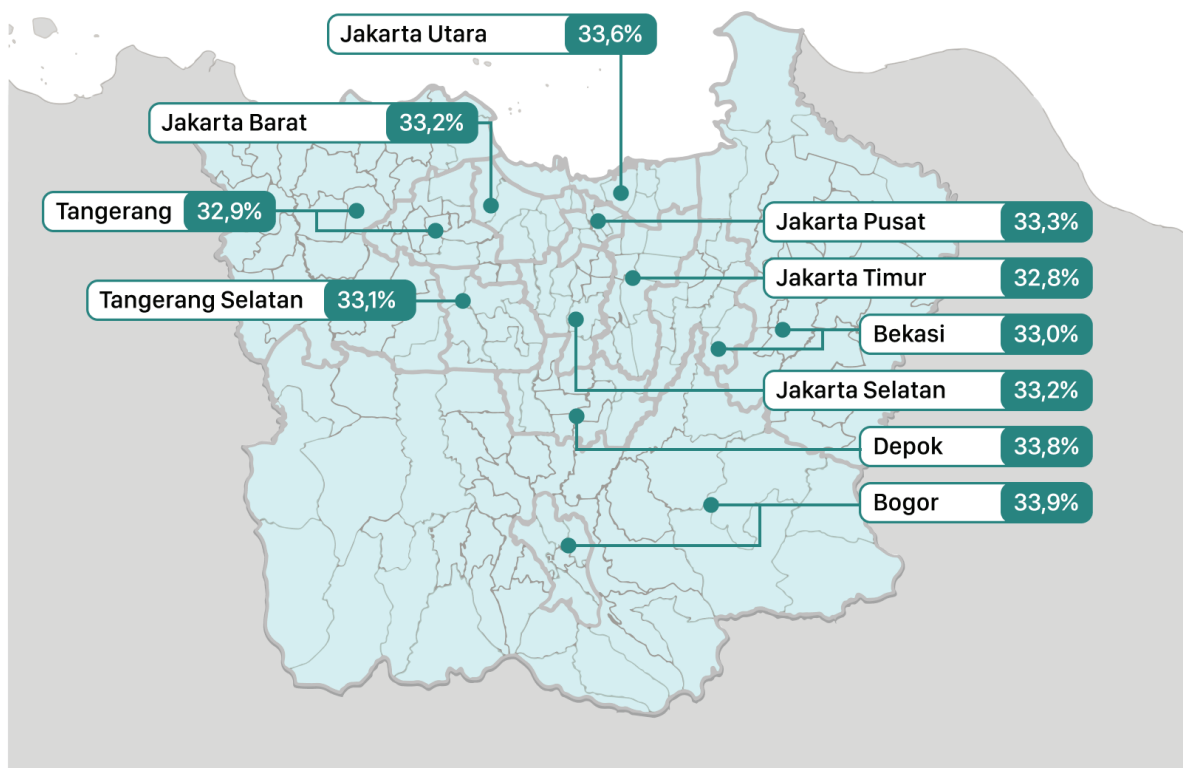 Jakarta Utara 33,6%
Jakarta Barat 33,2%
Tangerang 32,9%
Jakarta Pusat 33,3%
Jakarta Timur 32,8%
Tangerang Selatan 33,1%
Bekasi 33,0%
Jakarta Selatan 33,2%
Depok 33,8%
Bogor 33,9%